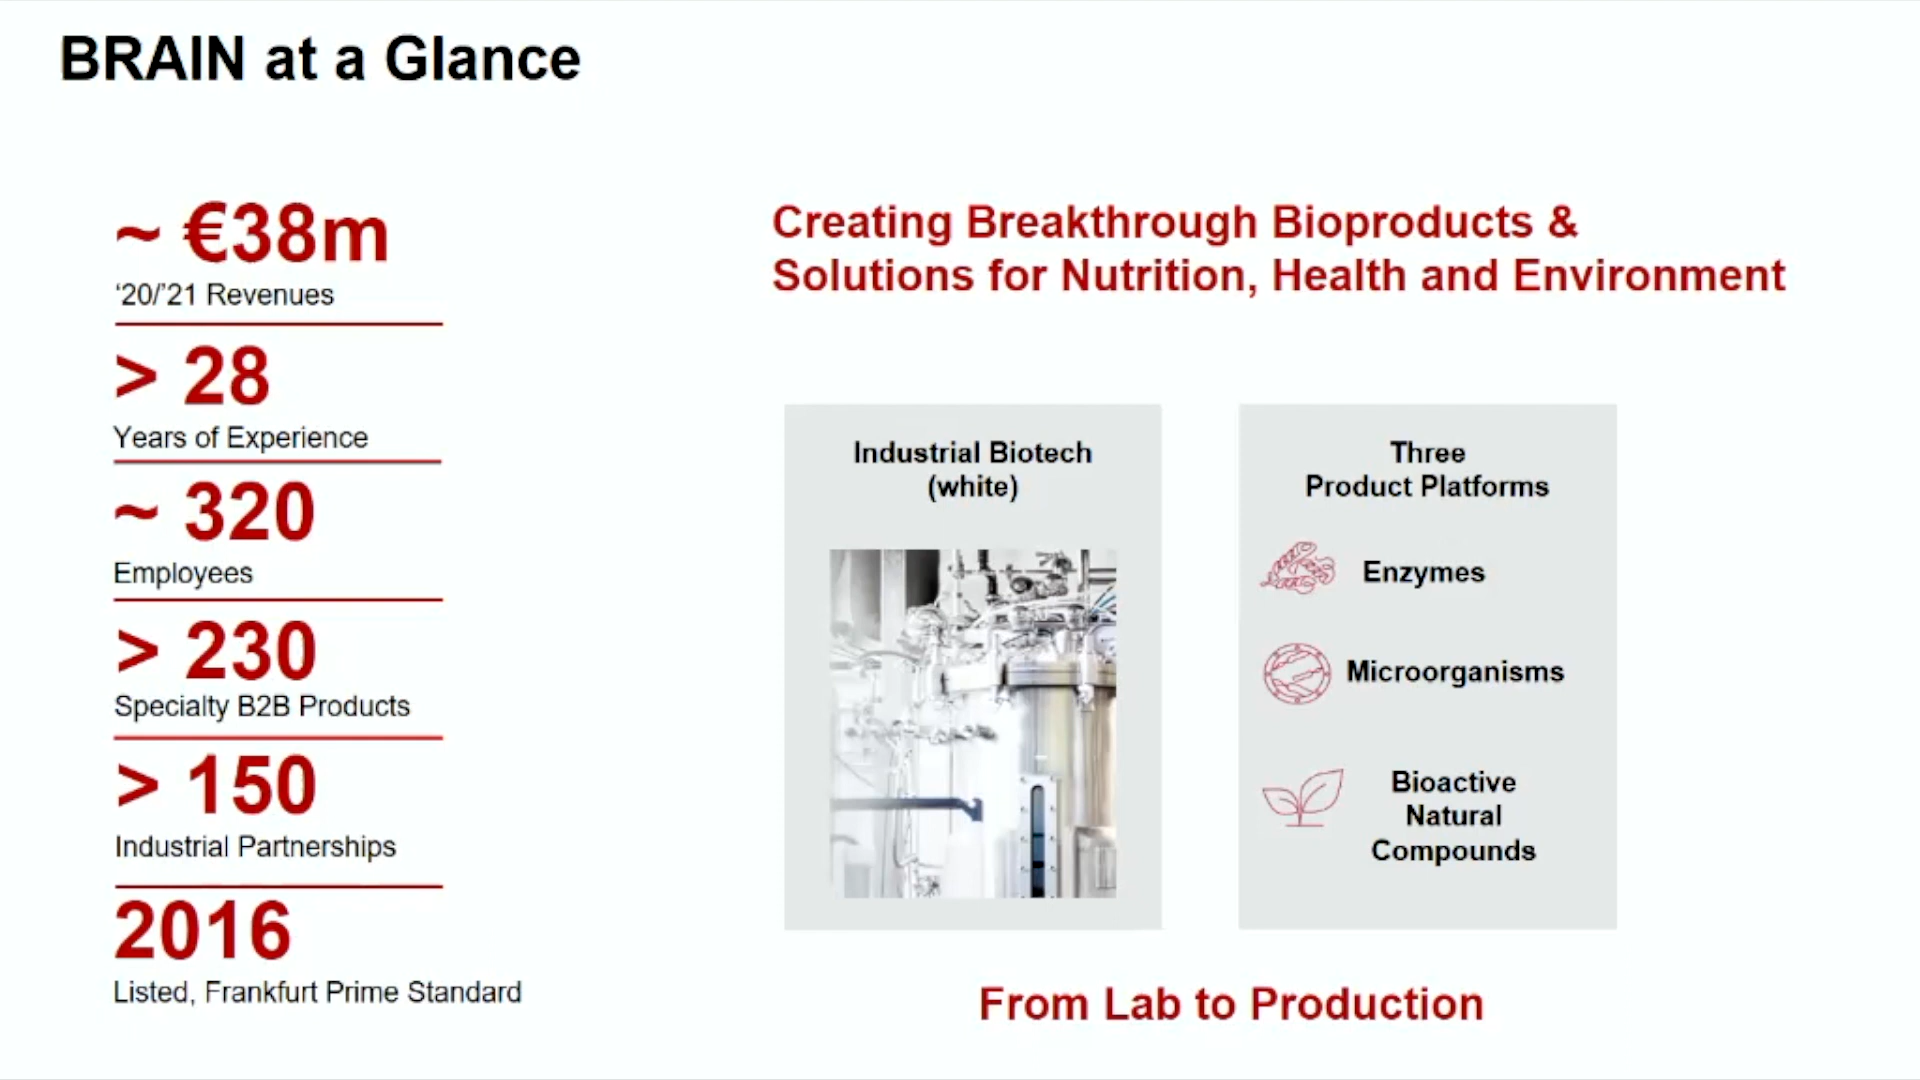 BRAIN at a Glance
~ €38m
‘20/’21 Revenues
> 28
Years of Experience
~ 320
Employees
> 230
Specialty B2B Products
> 150
Industrial Partnerships
2016
Listed, Frankfurt Prime Standard
Creating Breakthrough Bioproducts &
Solutions for Nutrition, Health and Environment
Industrial Biotech
(white)
Three
Product Platforms
Enzymes
Microorganisms
Bioactive
Natural
Compounds
From Lab to Production